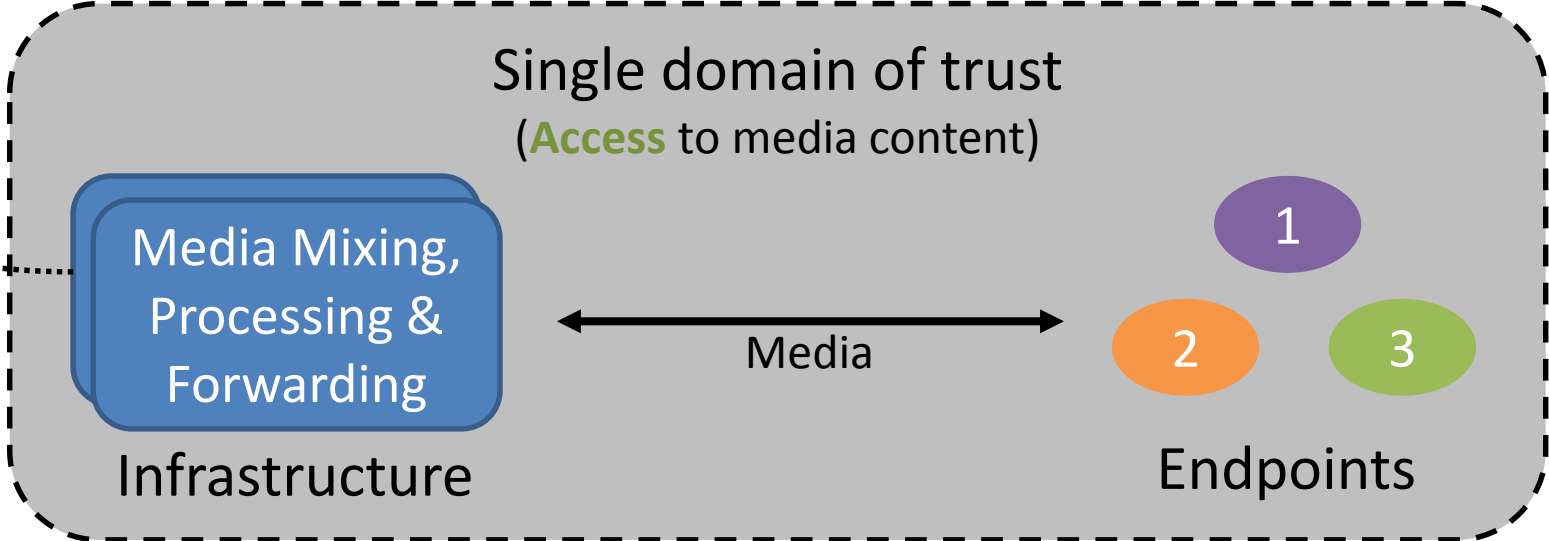 Single domain of trust
(Access to media content)
Media Mixing,
Processing &
Forwarding
Infrastructure
Media
1
2
3
Endpoints